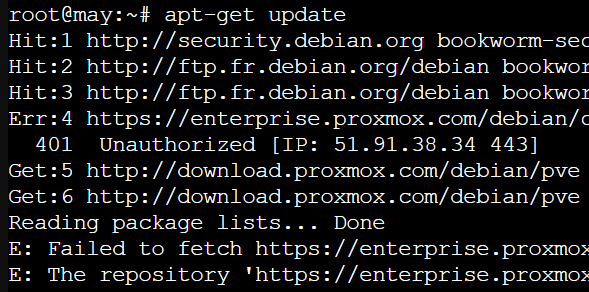 root@may:~# apt-get update
Hit:1 http://security.debian.org bookworm-sec
Hit:2 http://ftp.fr.debian.org/debian bookwor
Hit:3 http://ftp.fr.debian.org/debian bookwor
Err:4 https://enterprise.proxmox.com/debian/c
  401  Unauthorized [IP: 51.91.38.34 443]
Get:5 http://download.proxmox.com/debian/pve
Get:6 http://download.proxmox.com/debian/pve
Reading package lists... Done
E: Failed to fetch https://enterprise.proxmox
E: The repository 'https://enterprise.proxmox